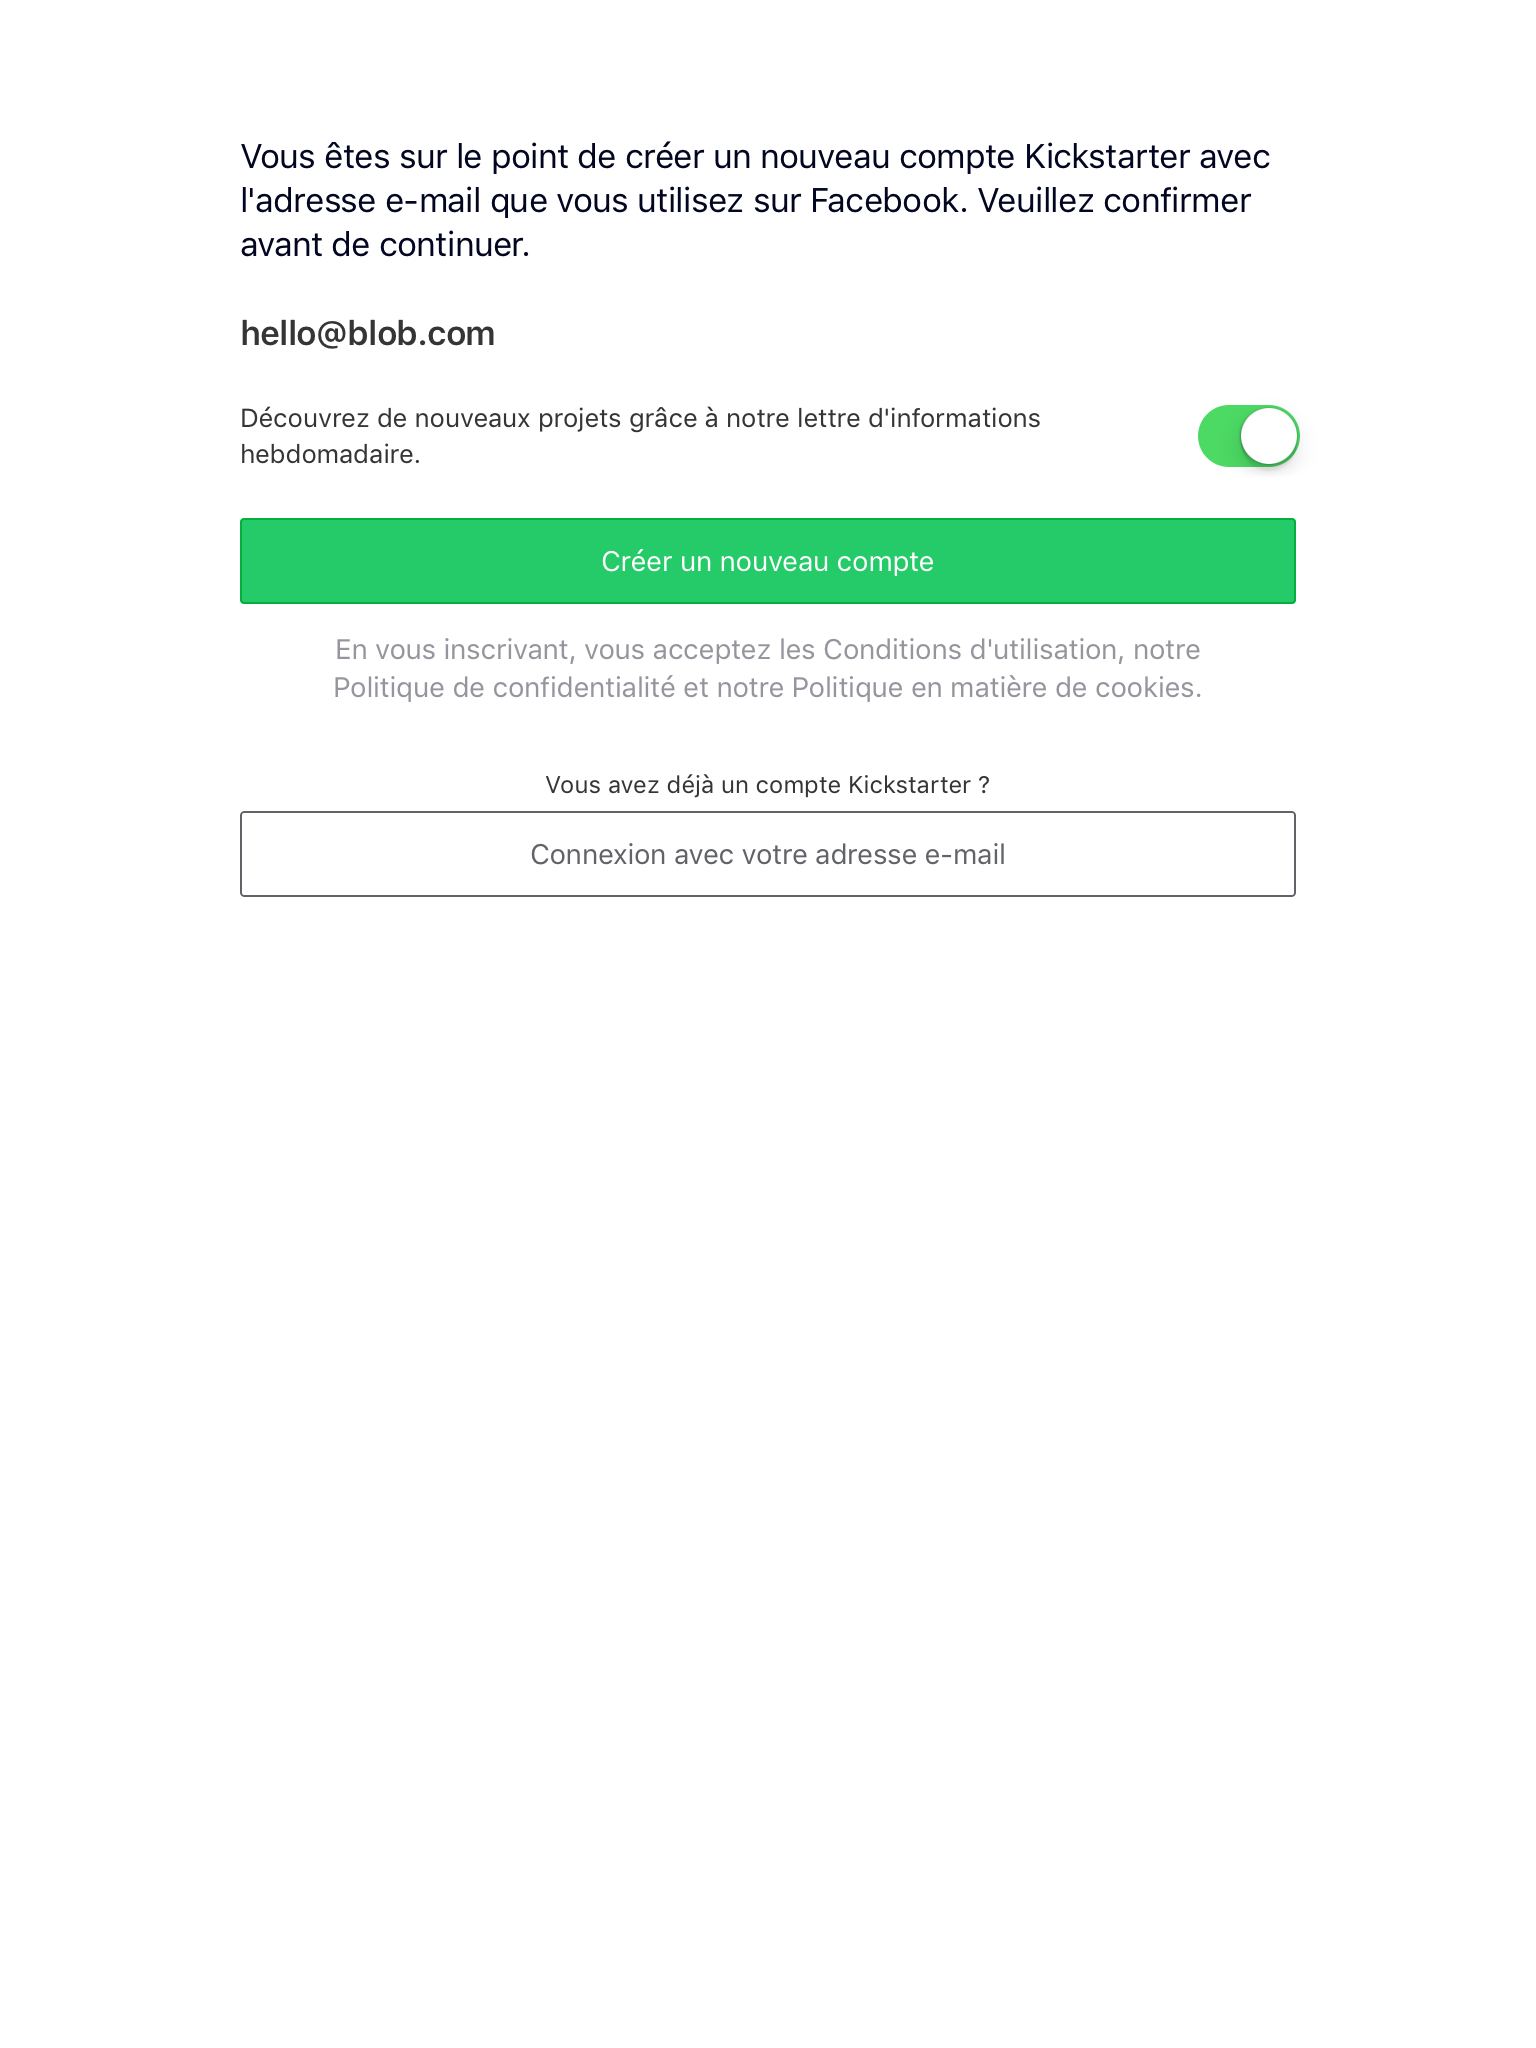 Vous êtes sur le point de créer un nouveau compte Kickstarter avec
l'adresse e-mail que vous utilisez sur Facebook. Veuillez confirmer
avant de continuer.
hello@blob.com
Découvrez de nouveaux projets grâce à notre lettre d'informations
hebdomadaire.
Créer un nouveau compte
En vous inscrivant, vous acceptez les Conditions d'utilisation, notre
Politique de confidentialité et notre Politique en matière de cookies.
Vous avez déjà un compte Kickstarter ?
Connexion avec votre adresse e-mail